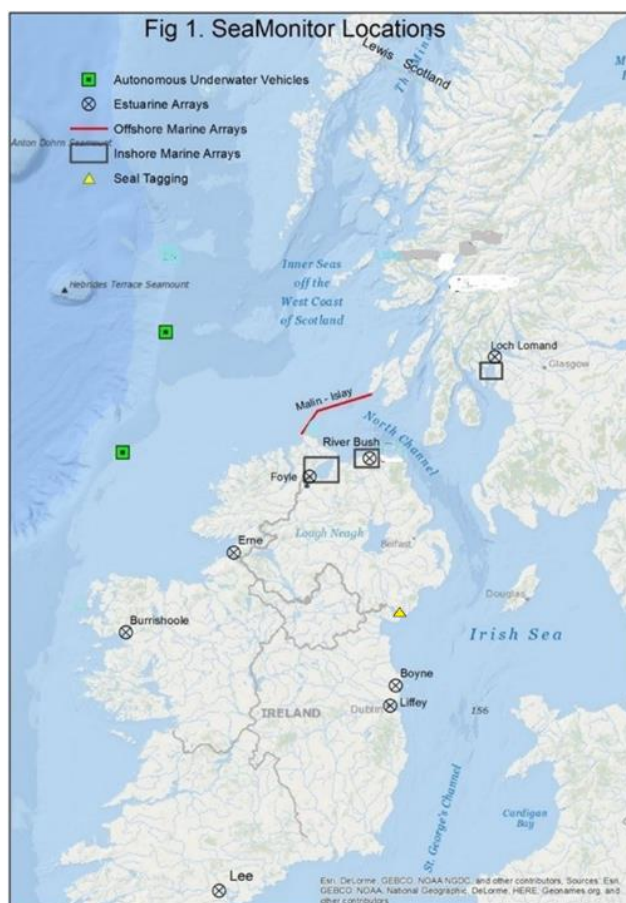 Fig 1. SeaMonitor Locations
Lewis Scotland
Autonomous Underwater Vehicles
Estuarine Arrays
Offshore Marine Arrays
Anton Dohrn Seamount
Inshore Marine Arrays
Seal Tagging
Inner Seas
off the
West Coast
of Scotland
Hebrides Terrace Seamount
Loch Lomand
Glasgow
Malin - Islay
North Channel
River Bush
Foyle
Lough Neagh
Belfast
Erne
Douglas
Burrishoole
Irish Sea
Boyne
IRELAND
Dublin
Liffey
156
St. George's Channel
Cardigan
Bay
Lee
Esri, DeLorme, GEBCO, NOAA NGDC, and other contributors, Sources: Esri,
GEBCO, NOAA, National Geographic, DeLorme, HERE, Geonames.org, and
other contributors